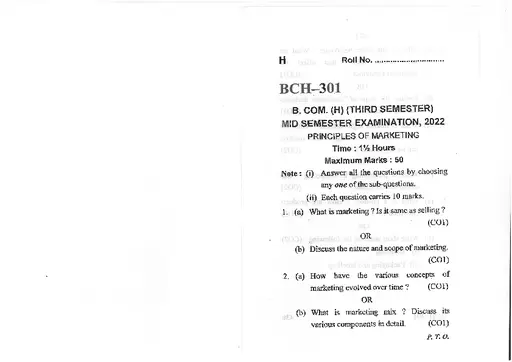 H Roll No. ..............................
BCH–301
B. COM. (H) (THIRD SEMESTER)
MID SEMESTER EXAMINATION, 2022
PRINCIPLES OF MARKETING
Time : 1½ Hours
Maximum Marks : 50
Note : (i) Answer all the questions by choosing
any one of the sub-questions.
(ii) Each question carries 10 marks.
1. (a) What is marketing ? Is it same as selling ?
(CO1)
OR
(b) Discuss the nature and scope of marketing.
(CO1)
2. (a) How have the various concepts of
marketing evolved over time ? (CO1)
OR
(b) What is marketing mix ? Discuss its
various components in detail. (CO1)
P. T. O.